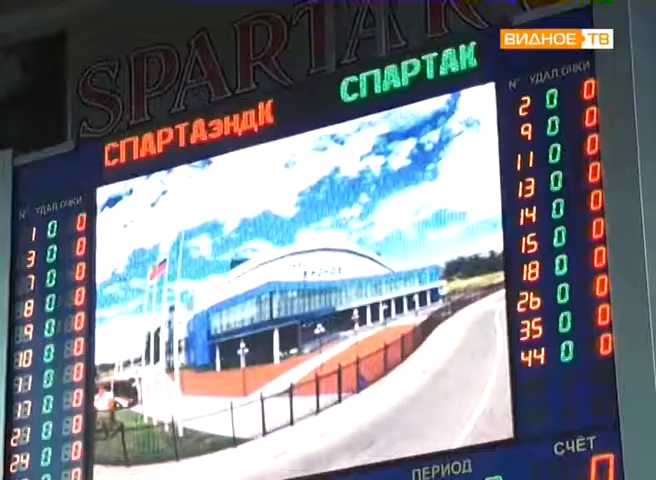 SPARTAK
ВИДНОЕ ТВ
СПАРТАэндК
СПАРТАК
№ УДАЛ ОЧКИ
1 0 0
3 0 0
7 0 0
8 0 0
9 0 0
10 0 0
11 0 0
17 0 0
21 0 0
24 0 0
№ УДАЛ ОЧКИ
2 0 0
9 0 0
11 0 0
13 0 0
14 0 0
15 0 0
18 0 0
26 0 0
35 0 0
44 0 0
ПЕРИОД
СЧЁТ
0